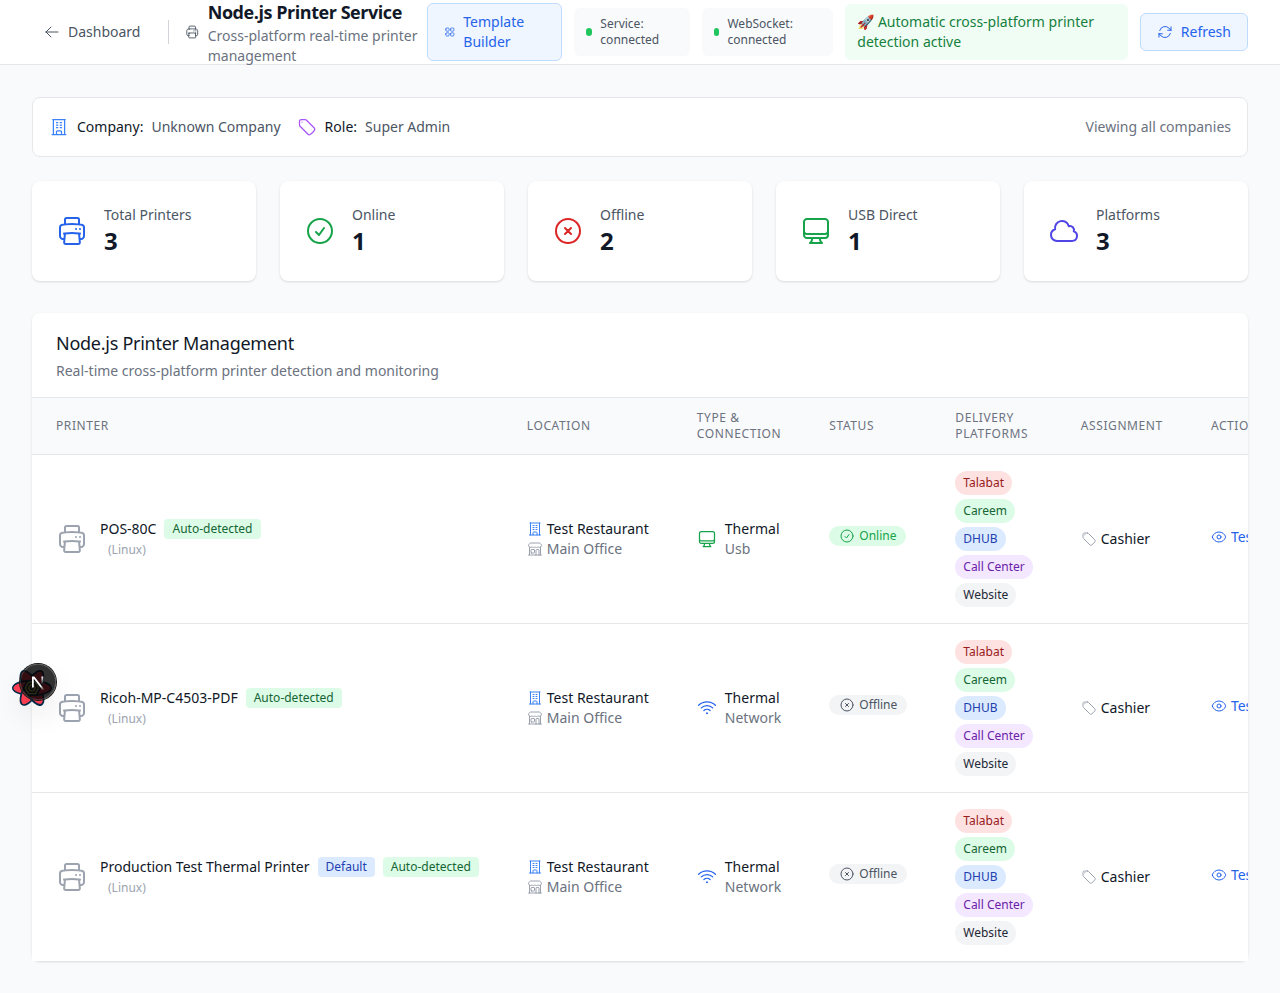 Dashboard
Node.js Printer Service
Cross-platform real-time printer
management
Template
Builder
Service:
connected
WebSocket:
connected
🚀 Automatic cross-platform printer
detection active
Refresh
Company: Unknown Company
Role: Super Admin
Viewing all companies
Total Printers
3
Online
1
Offline
2
USB Direct
1
Platforms
3
Node.js Printer Management
Real-time cross-platform printer detection and monitoring
PRINTER
LOCATION
TYPE &
CONNECTION
STATUS
DELIVERY
PLATFORMS
ASSIGNMENT
ACTIO
POS-80C Auto-detected
(Linux)
Test Restaurant
Main Office
Thermal
Usb
Online
Talabat
Careem
DHUB
Call Center
Website
Cashier
Tes
Ricoh-MP-C4503-PDF Auto-detected
(Linux)
Test Restaurant
Main Office
Thermal
Network
Offline
Talabat
Careem
DHUB
Call Center
Website
Cashier
Tes
N
Production Test Thermal Printer Default Auto-detected
(Linux)
Test Restaurant
Main Office
Thermal
Network
Offline
Talabat
Careem
DHUB
Call Center
Website
Cashier
Tes